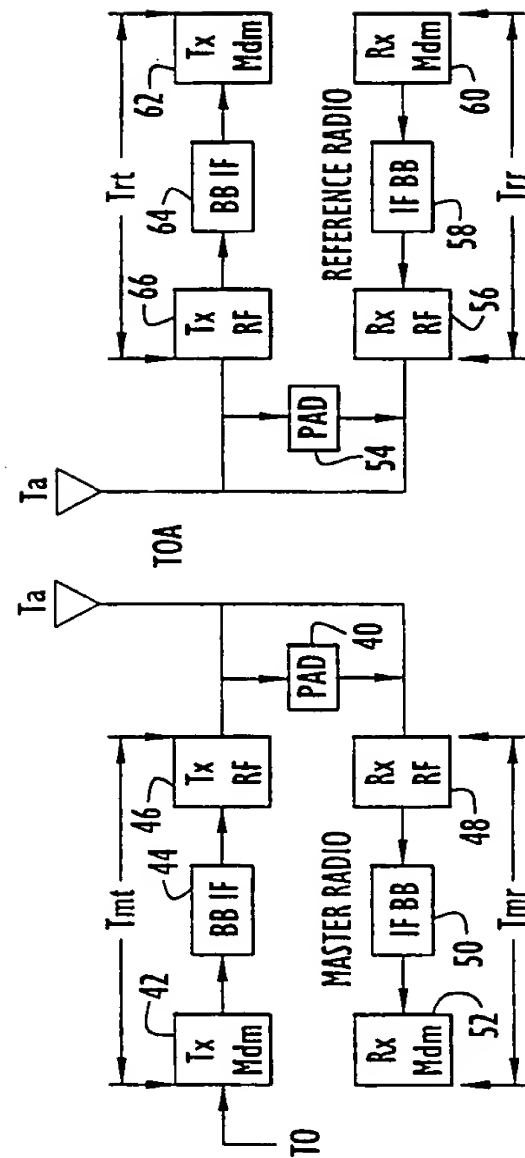 Ta
TOA
Ta
Tmt
42
44
46
Tx
Mdm
BB IF
Tx
RF
TO
PAD
40
MASTER RADIO
Rx
Mdm
IF BB
Rx
RF
52
50
48
Tmr
Trt
66
64
62
Tx
RF
BB IF
Tx
Mdm
PAD
54
REFERENCE RADIO
Rx
RF
IF BB
Rx
Mdm
56
58
60
Trr